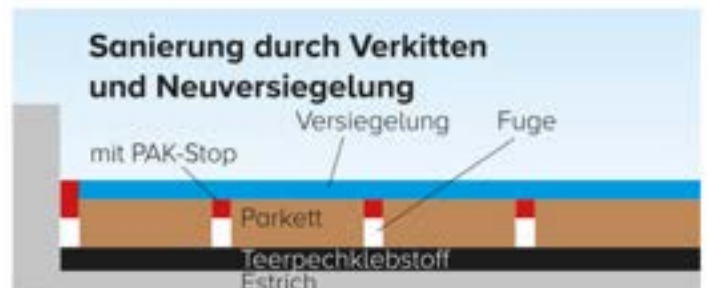 Sanierung durch Verkitten
und Neuversiegelung
Versiegelung Fuge
mit PAK-Stop
Parkett
Teerpechklebstoff
Estrich